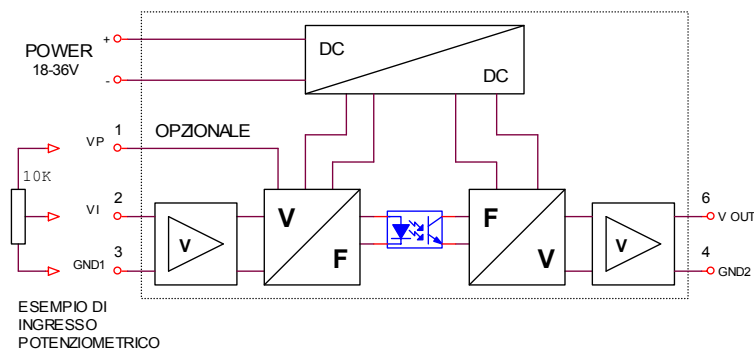 POWER
18-36V
+
-
DC
DC
1
VP
OPZIONALE
10K
2
VI
3
GND1
V
V
F
F
V
V
6
V OUT
4
GND2
ESEMPIO DI
INGRESSO
POTENZIOMETRICO